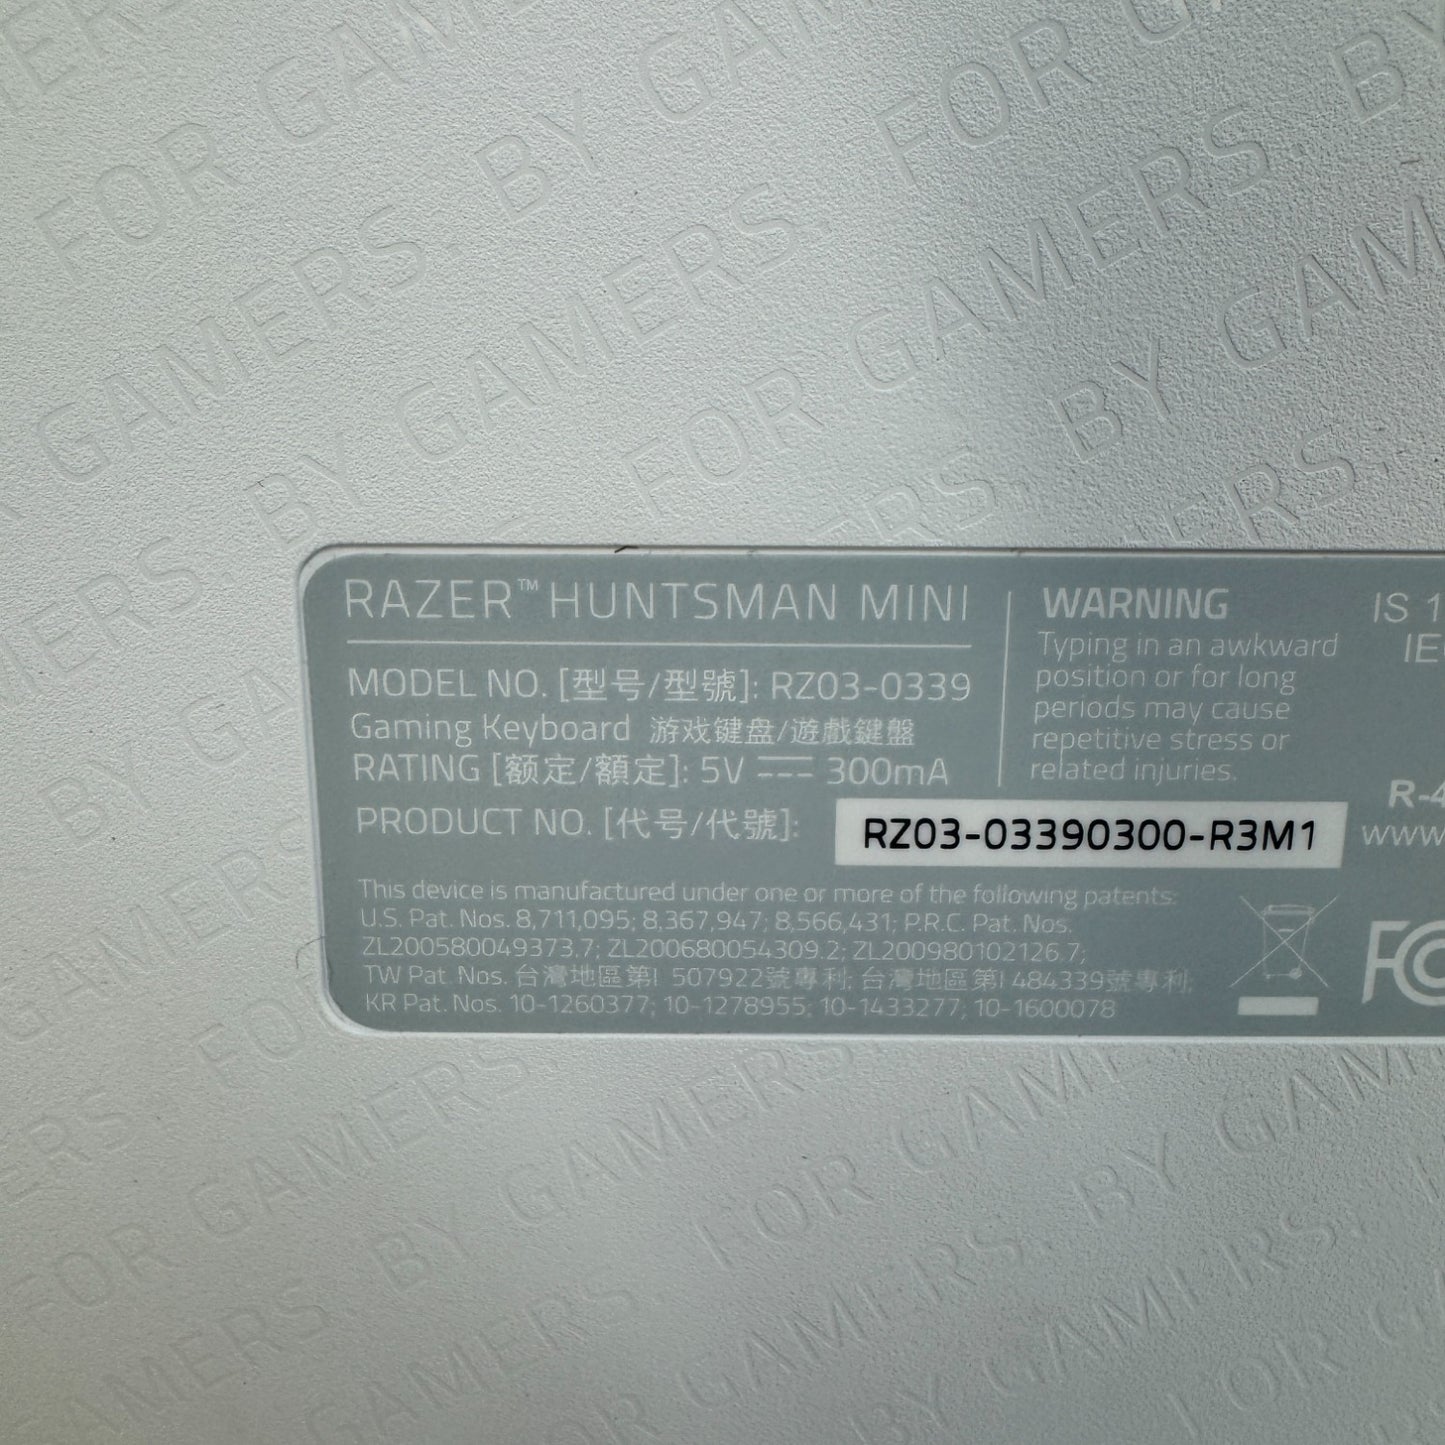 FOR GAMERS. BY GAMERS.
RAZER™ HUNTSMAN MINI
MODEL NO. [型号/型號]: RZ03-0339
Gaming Keyboard 游戏键盘/遊戲鍵盤
RATING [额定/額定]: 5V ⎓ 300mA
PRODUCT NO. [代号/代號]: RZ03-03390300-R3M1
This device is manufactured under one or more of the following patents:
U.S. Pat. Nos. 8,711,095; 8,367,947; 8,566,431; P.R.C. Pat. Nos.
ZL200580049373.7; ZL200680054309.2; ZL200980102126.7;
TW Pat. Nos. 台灣地區第I 507922號專利; 台灣地區第I 484339號專利;
KR Pat. Nos. 10-1260377; 10-1278955; 10-1433277; 10-1600078
WARNING
Typing in an awkward
position or for long
periods may cause
repetitive stress or
related injuries.
IS 1
IE
R-4
www.
FC